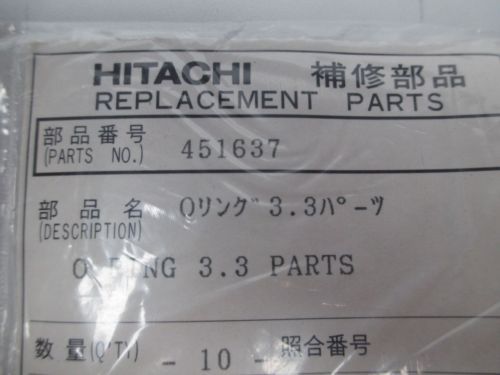 HITACHI 補修部品
REPLACEMENT PARTS
部品番号
(PARTS NO.) 451637
部品名 Oリング 3.3パーツ
(DESCRIPTION)
O RING 3.3 PARTS
数量(Q'TY) - 10 - 照合番号